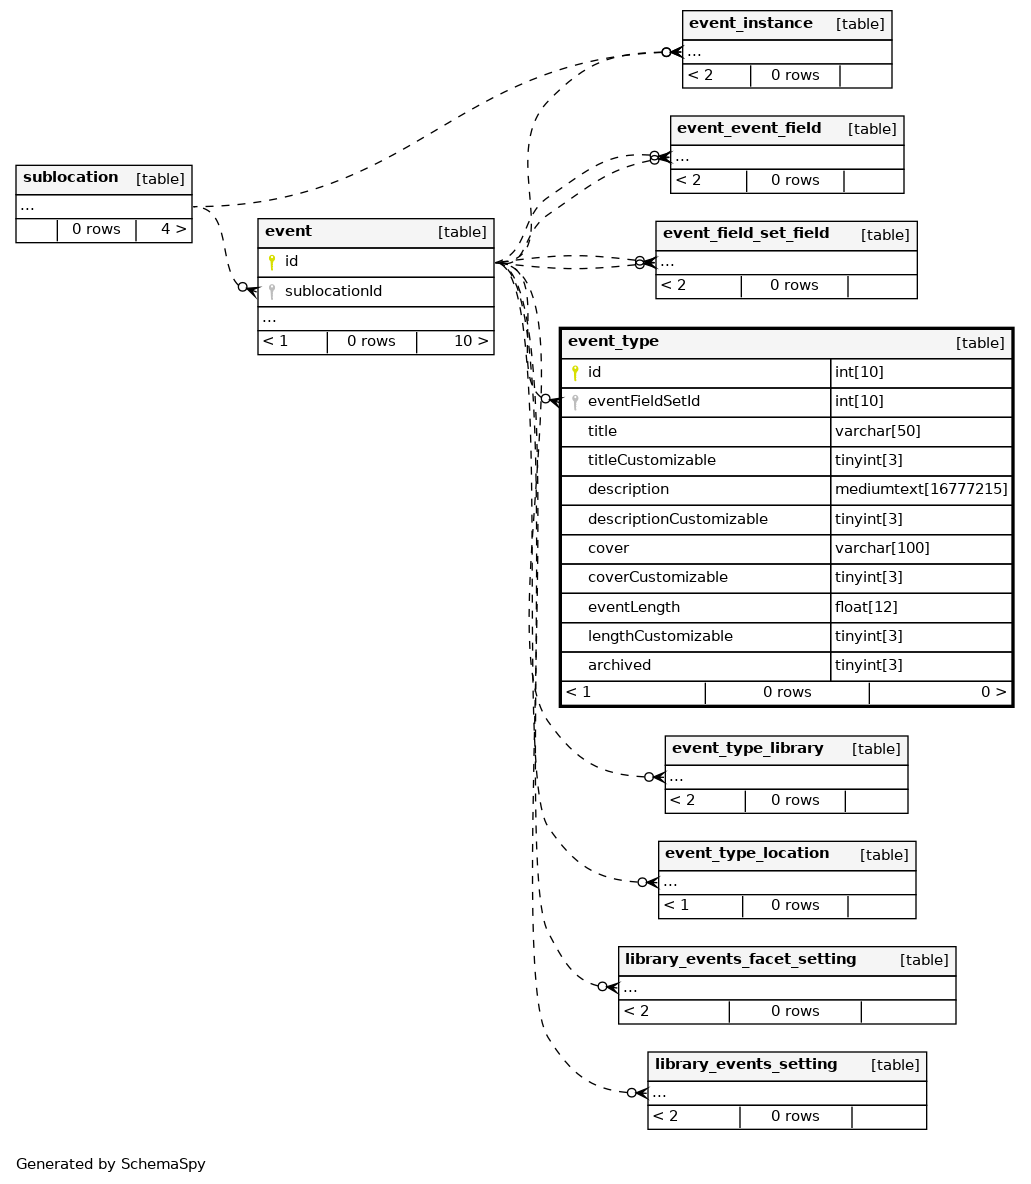 event_instance [table]
...
< 2 0 rows
event_event_field [table]
...
< 2 0 rows
sublocation [table]
...
0 rows 4 >
event [table]
id
sublocationId
...
< 1 0 rows 10 >
event_field_set_field [table]
...
< 2 0 rows
event_type [table]
id int[10]
eventFieldSetId int[10]
title varchar[50]
titleCustomizable tinyint[3]
description mediumtext[16777215]
descriptionCustomizable tinyint[3]
cover varchar[100]
coverCustomizable tinyint[3]
eventLength float[12]
lengthCustomizable tinyint[3]
archived tinyint[3]
< 1 0 rows 0 >
event_type_library [table]
...
< 2 0 rows
event_type_location [table]
...
< 1 0 rows
library_events_facet_setting [table]
...
< 2 0 rows
library_events_setting [table]
...
< 2 0 rows
Generated by SchemaSpy